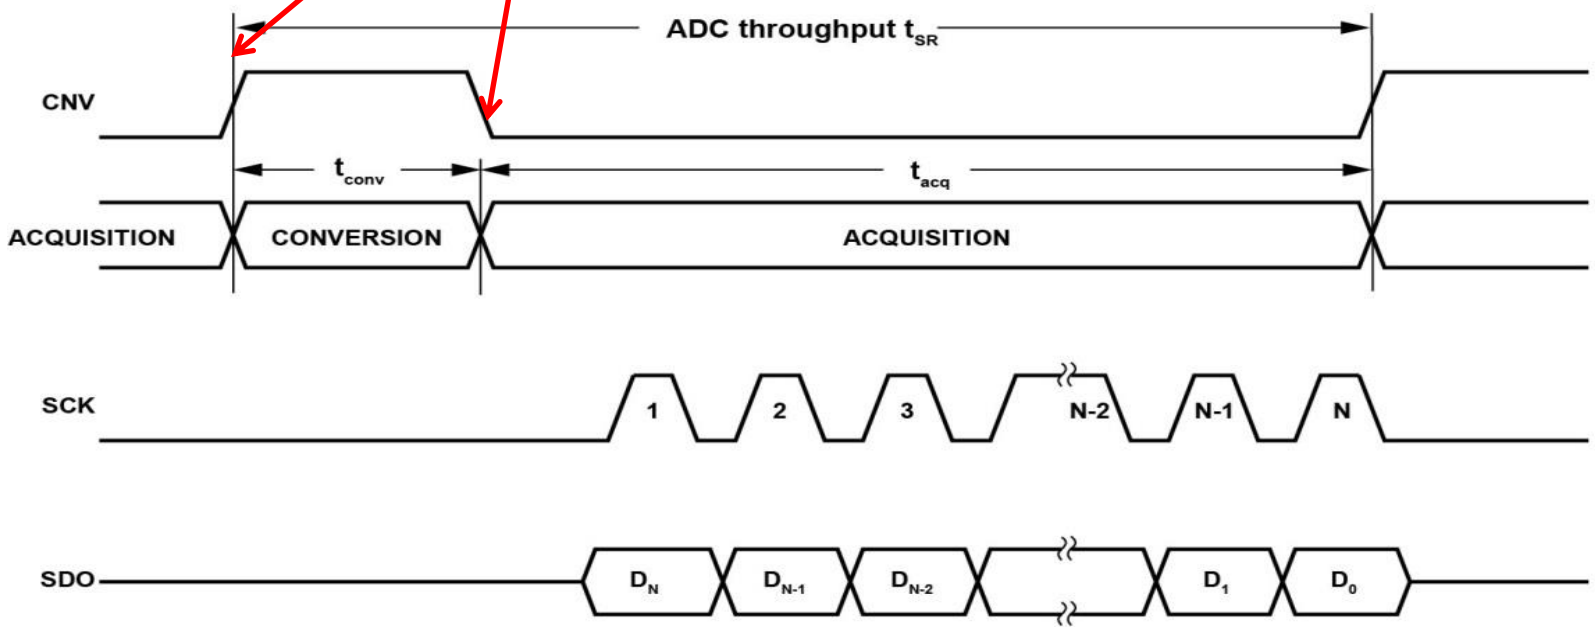 ADC throughput tSR
CNV
tconv
tacq
ACQUISITION CONVERSION ACQUISITION
SCK 1 2 3 N-2 N-1 N
SDO DN DN-1 DN-2 D1 D0